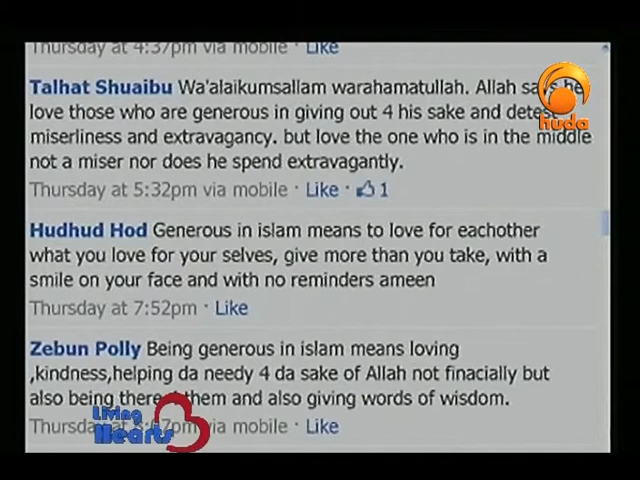 Thursday at 4:37pm via mobile · Like
Talhat Shuaibu Wa'alaikumsallam warahamatullah. Allah says he
love those who are generous in giving out 4 his sake and detest
miserliness and extravagancy. but love the one who is in the middle
not a miser nor does he spend extravagantly.
Thursday at 5:32pm via mobile · Like · 1
Hudhud Hod Generous in islam means to love for eachother
what you love for your selves, give more than you take, with a
smile on your face and with no reminders ameen
Thursday at 7:52pm · Like
Zebun Polly Being generous in islam means loving
,kindness,helping da needy 4 da sake of Allah not finacially but
also being there 4 them and also giving words of wisdom.
Thursday at via mobile · Like
huda
Living
Hearts